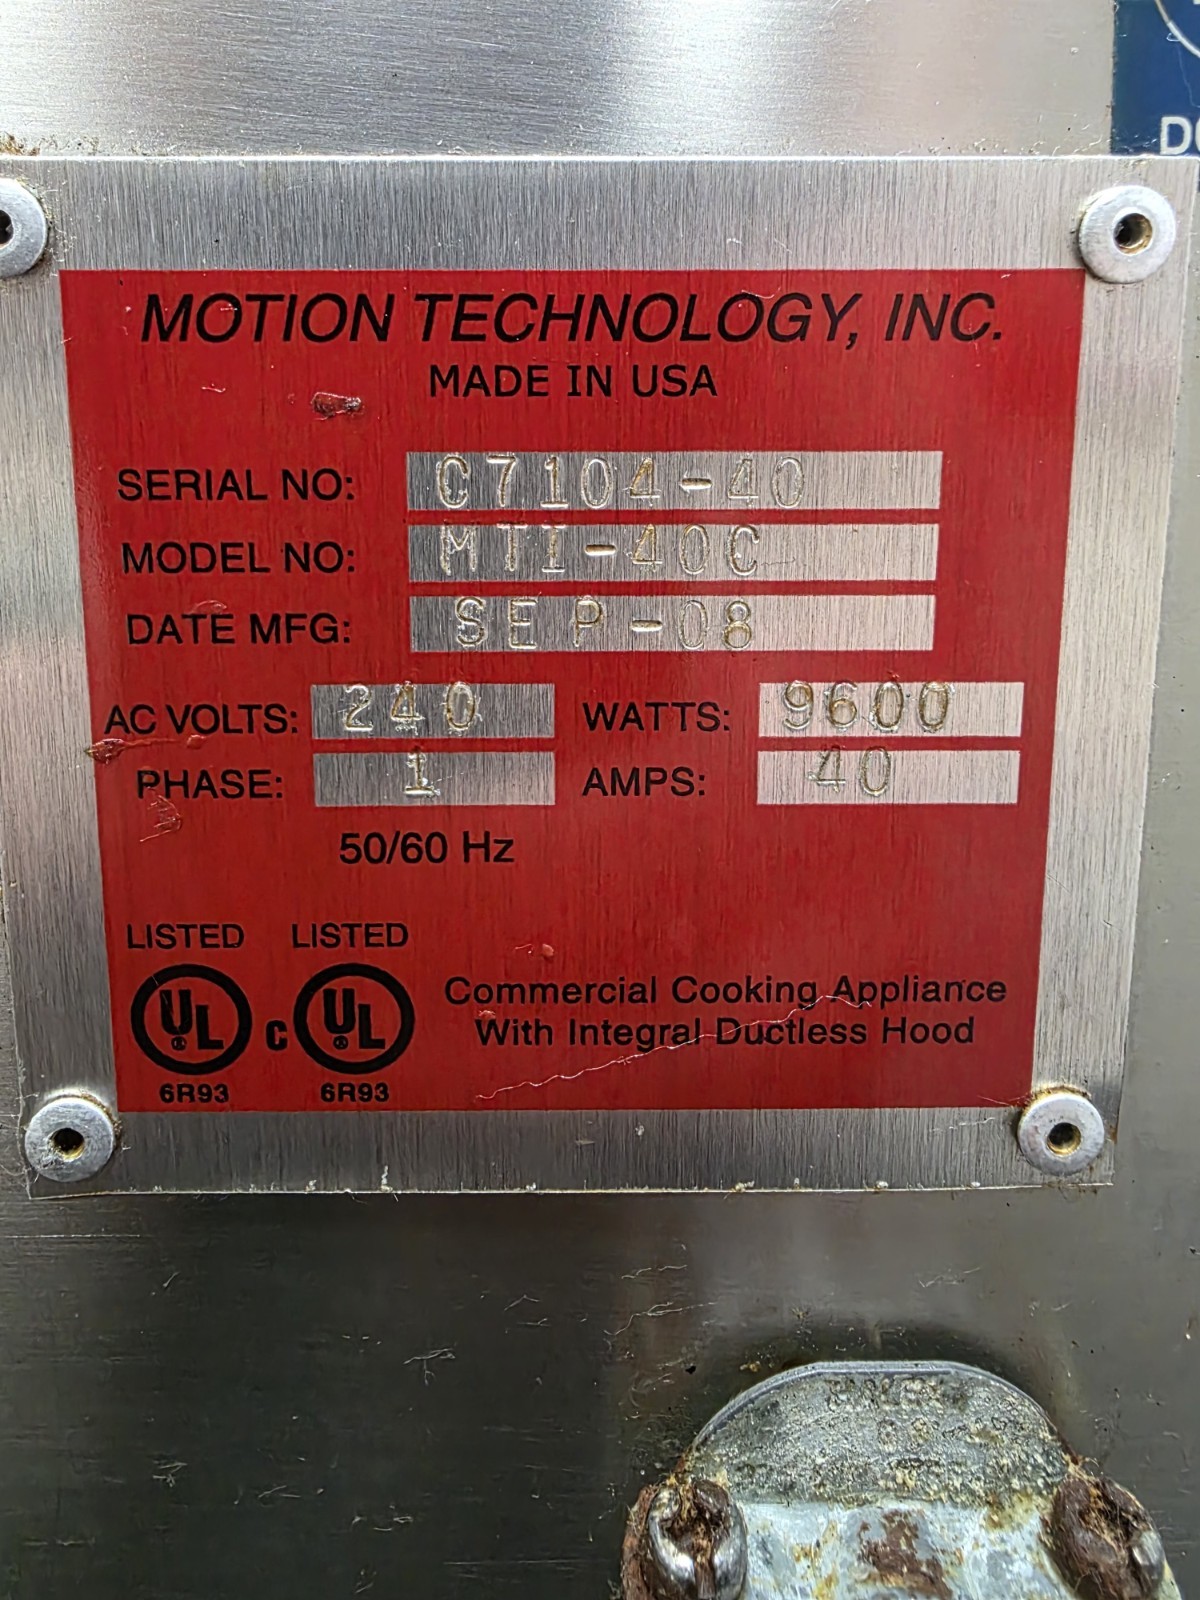 MOTION TECHNOLOGY, INC.
MADE IN USA
SERIAL NO: C7104-40
MODEL NO: MTI-40C
DATE MFG: SEP-08
AC VOLTS: 240 WATTS: 9600
PHASE: 1 AMPS: 40
50/60 Hz
LISTED LISTED
UL® C UL®
6R93 6R93
Commercial Cooking Appliance
With Integral Ductless Hood